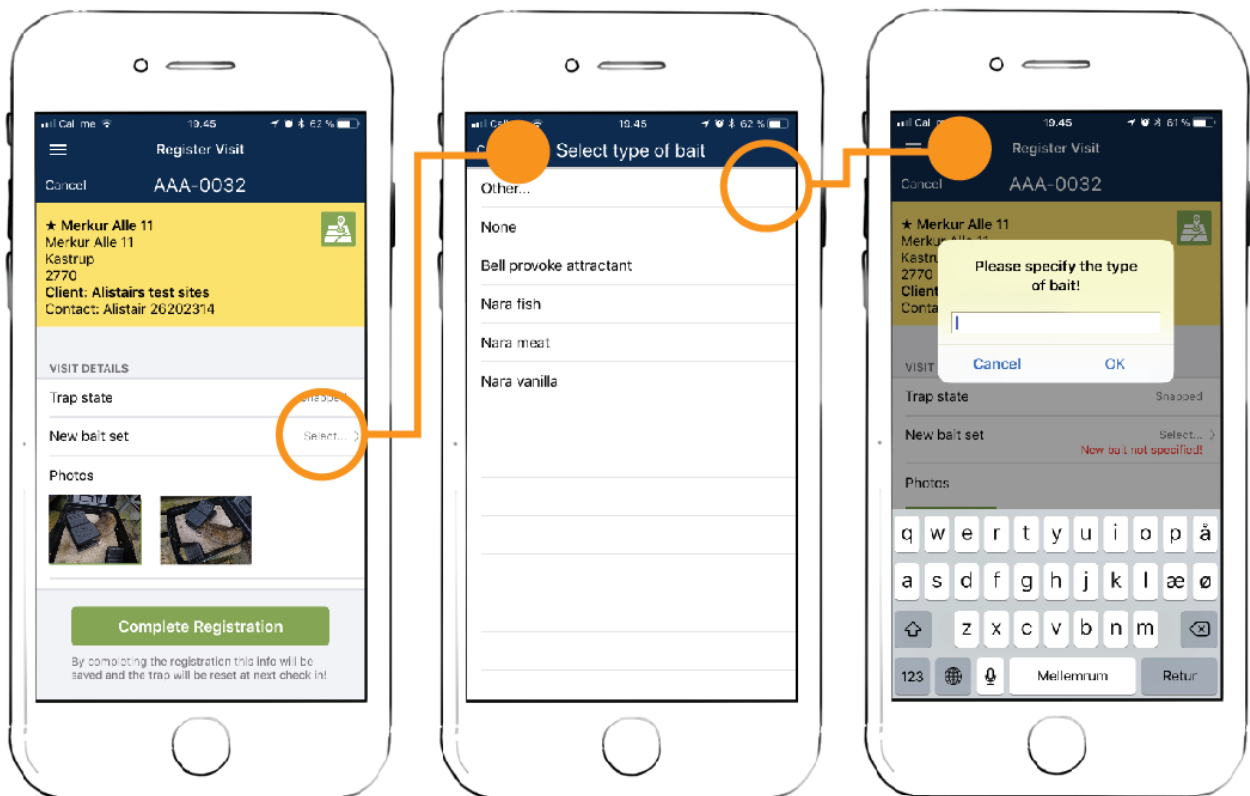 Cal me 19.45 62 %
Register Visit
Cancel AAA-0032
★ Merkur Alle 11
Merkur Alle 11
Kastrup
2770
Client: Alistairs test sites
Contact: Alistair 26202314
VISIT DETAILS
Trap state Snapped
New bait set Select... >
Photos
Complete Registration
By completing the registration this info will be
saved and the trap will be reset at next check in!
19.45 62 %
Select type of bait
Other...
None
Bell provoke attractant
Nara fish
Nara meat
Nara vanilla
Cal 19.45 61 %
Register Visit
Cancel AAA-0032
★ Merkur Alle 11
Merkur Alle 11
2770
Please specify the type
of bait!
Cancel OK
VISIT
Trap state Snapped
New bait set Select... >
New bait not specified!
Photos
q w e r t y u i o p å
a s d f g h j k l æ ø
z x c v b n m
123 Mellemrum Retur